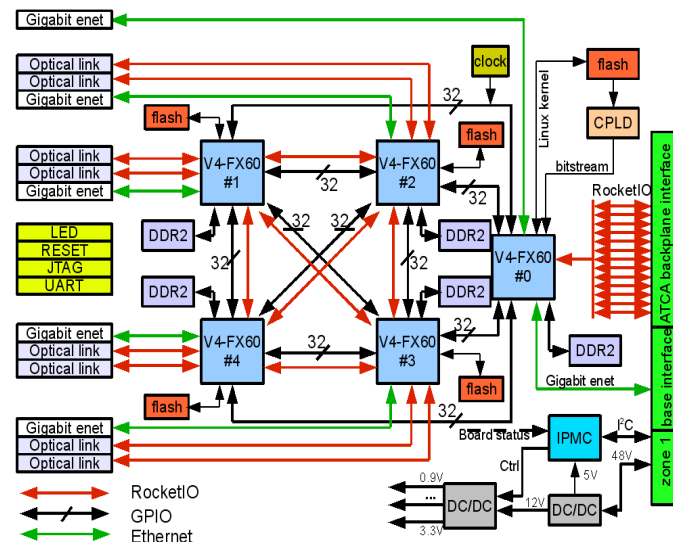 Gigabit enet
Optical link
Optical link
Gigabit enet
clock
32
flash
Linux kernel
flash
CPLD
bitstream
flash
V4-FX60
#1
V4-FX60
#2
32
32
Optical link
Optical link
Gigabit enet
RocketIO
ATCA backplane interface
LED
RESET
JTAG
UART
DDR2
32
32
DDR2
32
V4-FX60
#0
DDR2
32
32
DDR2
V4-FX60
#4
V4-FX60
#3
32
32
Gigabit enet
Optical link
Optical link
DDR2
Gigabit enet
base interface
flash
flash
32
Gigabit enet
Optical link
Optical link
Board status
IPMC
I²C
zone 1
Ctrl
5V
48V
0.9V
...
3.3V
DC/DC
12V
DC/DC
RocketIO
GPIO
Ethernet